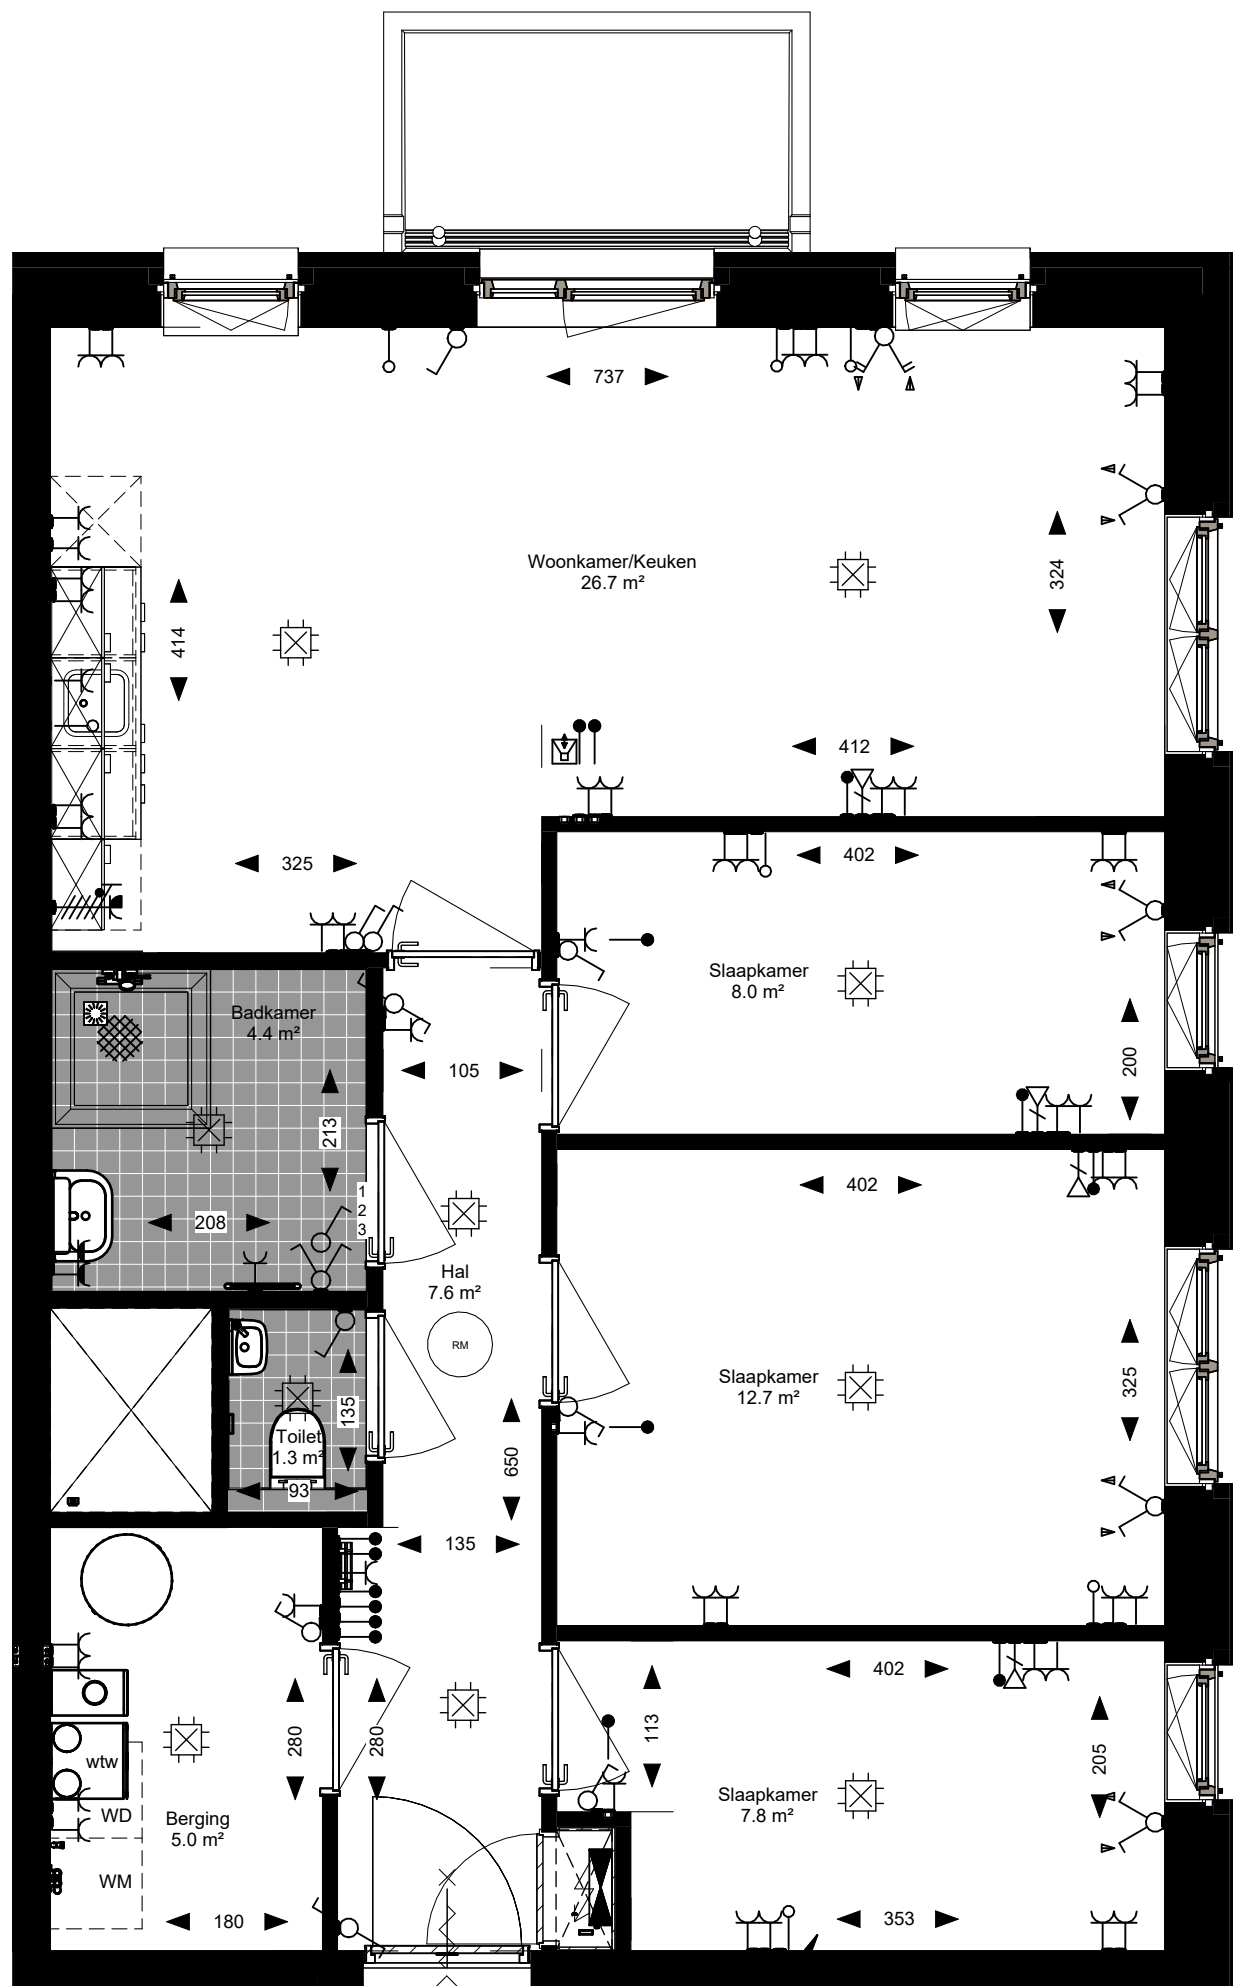 737
Woonkamer/Keuken
26.7 m²
324
414
412
325
402
Slaapkamer
8.0 m²
Badkamer
4.4 m²
105
200
213
402
1
2
3
208
Hal
7.6 m²
RM
Slaapkamer
12.7 m²
325
135
Toilet
1.3 m²
93
650
135
402
280
280
113
205
wtw
WD
WM
Berging
5.0 m²
Slaapkamer
7.8 m²
180
353